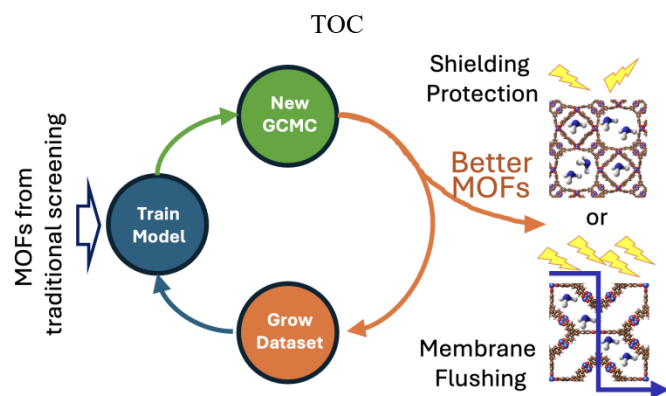 TOC
MOFs from
traditional screening
Train
Model
New
GCMC
Grow
Dataset
Better
MOFs
Shielding
Protection
or
Membrane
Flushing